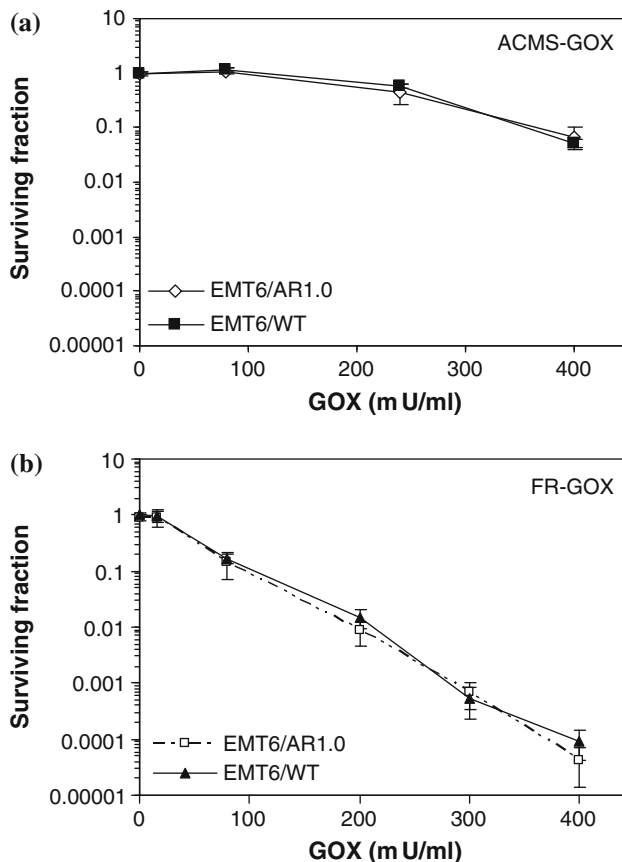 (a)
ACMS-GOX
Surviving fraction
10
1
0.1
0.01
0.001
0.0001
0.00001
EMT6/AR1.0
EMT6/WT
0 100 200 300 400
GOX (m U/ml)
(b)
FR-GOX
Surviving fraction
10
1
0.1
0.01
0.001
0.0001
0.00001
EMT6/AR1.0
EMT6/WT
0 100 200 300 400
GOX (m U/ml)